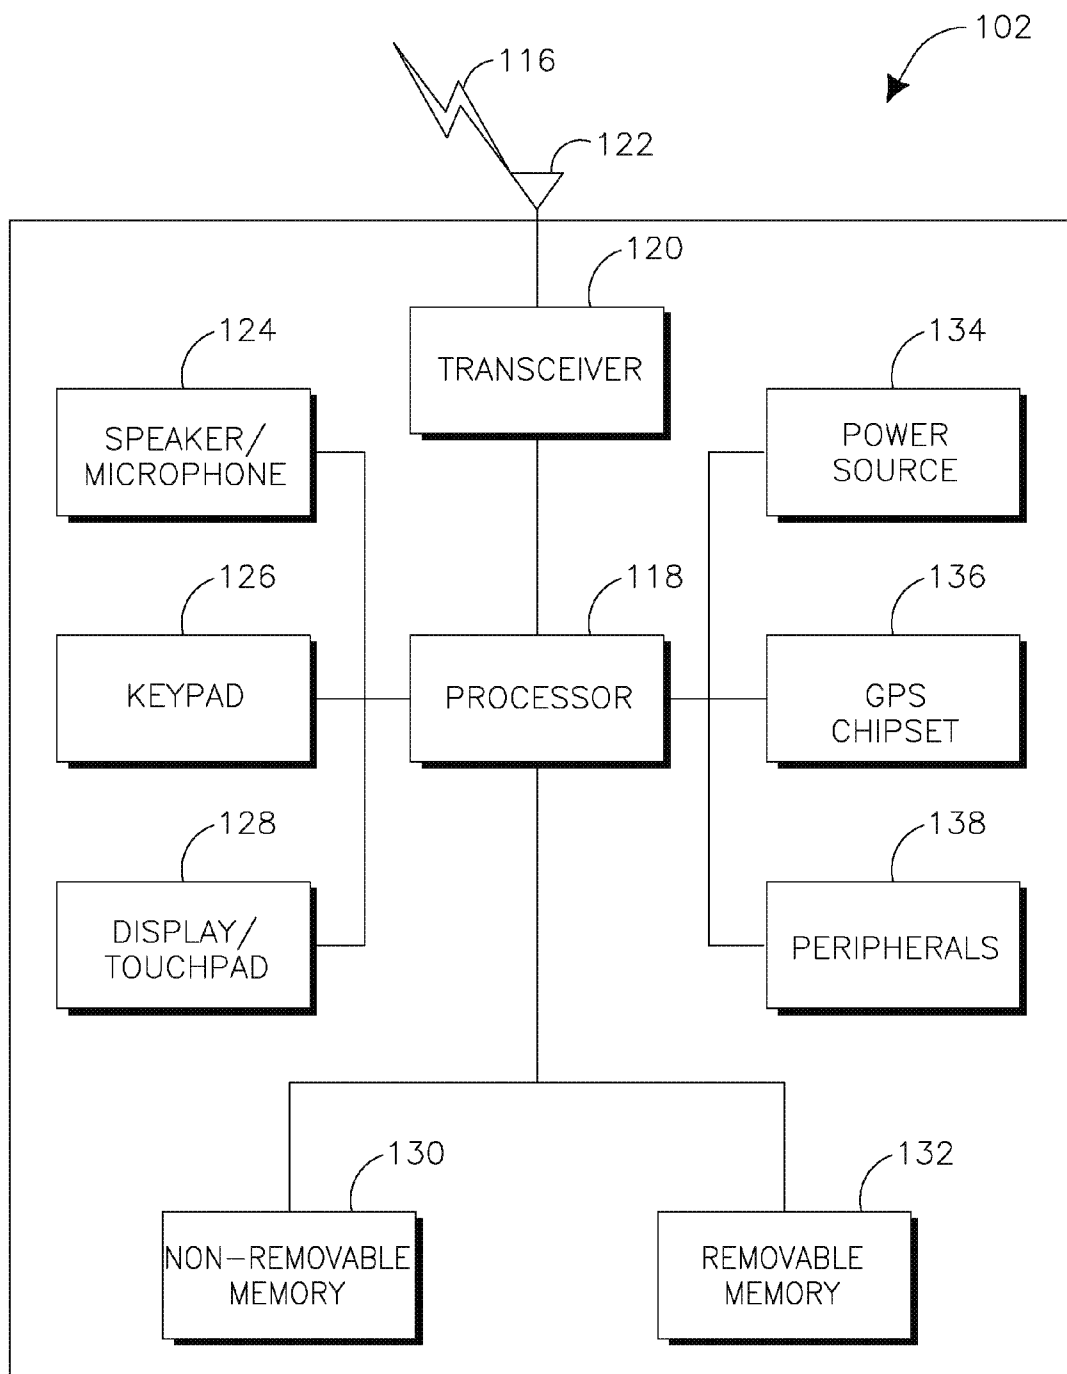 102
116
122
120
TRANSCEIVER
124
SPEAKER/
MICROPHONE
134
POWER
SOURCE
126
KEYPAD
118
PROCESSOR
136
GPS
CHIPSET
128
DISPLAY/
TOUCHPAD
138
PERIPHERALS
130
NON-REMOVABLE
MEMORY
132
REMOVABLE
MEMORY